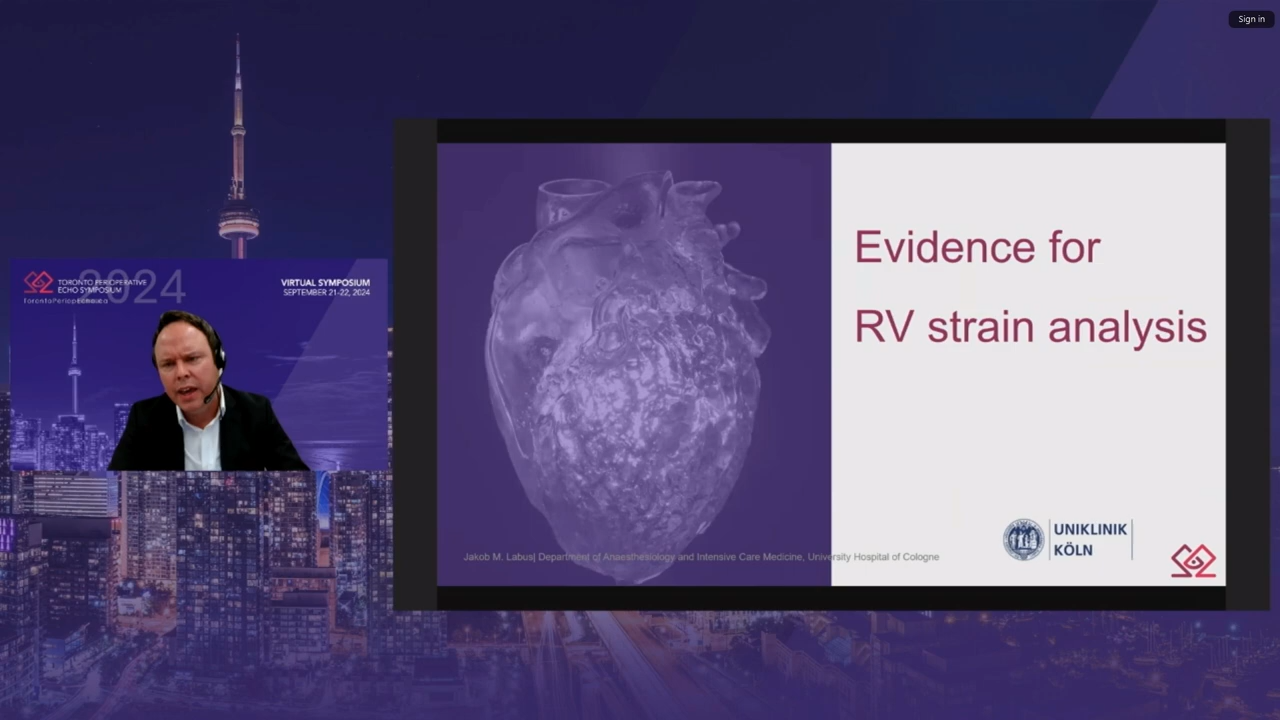 Sign in
2024
TORONTO PERIOPERATIVE
ECHO SYMPOSIUM
VIRTUAL SYMPOSIUM
SEPTEMBER 21-22, 2024
Evidence for
RV strain analysis
UNIKLINIK
KÖLN
Jakob M. Labus| Department of Anaesthesiology and Intensive Care Medicine, University Hospital of Cologne